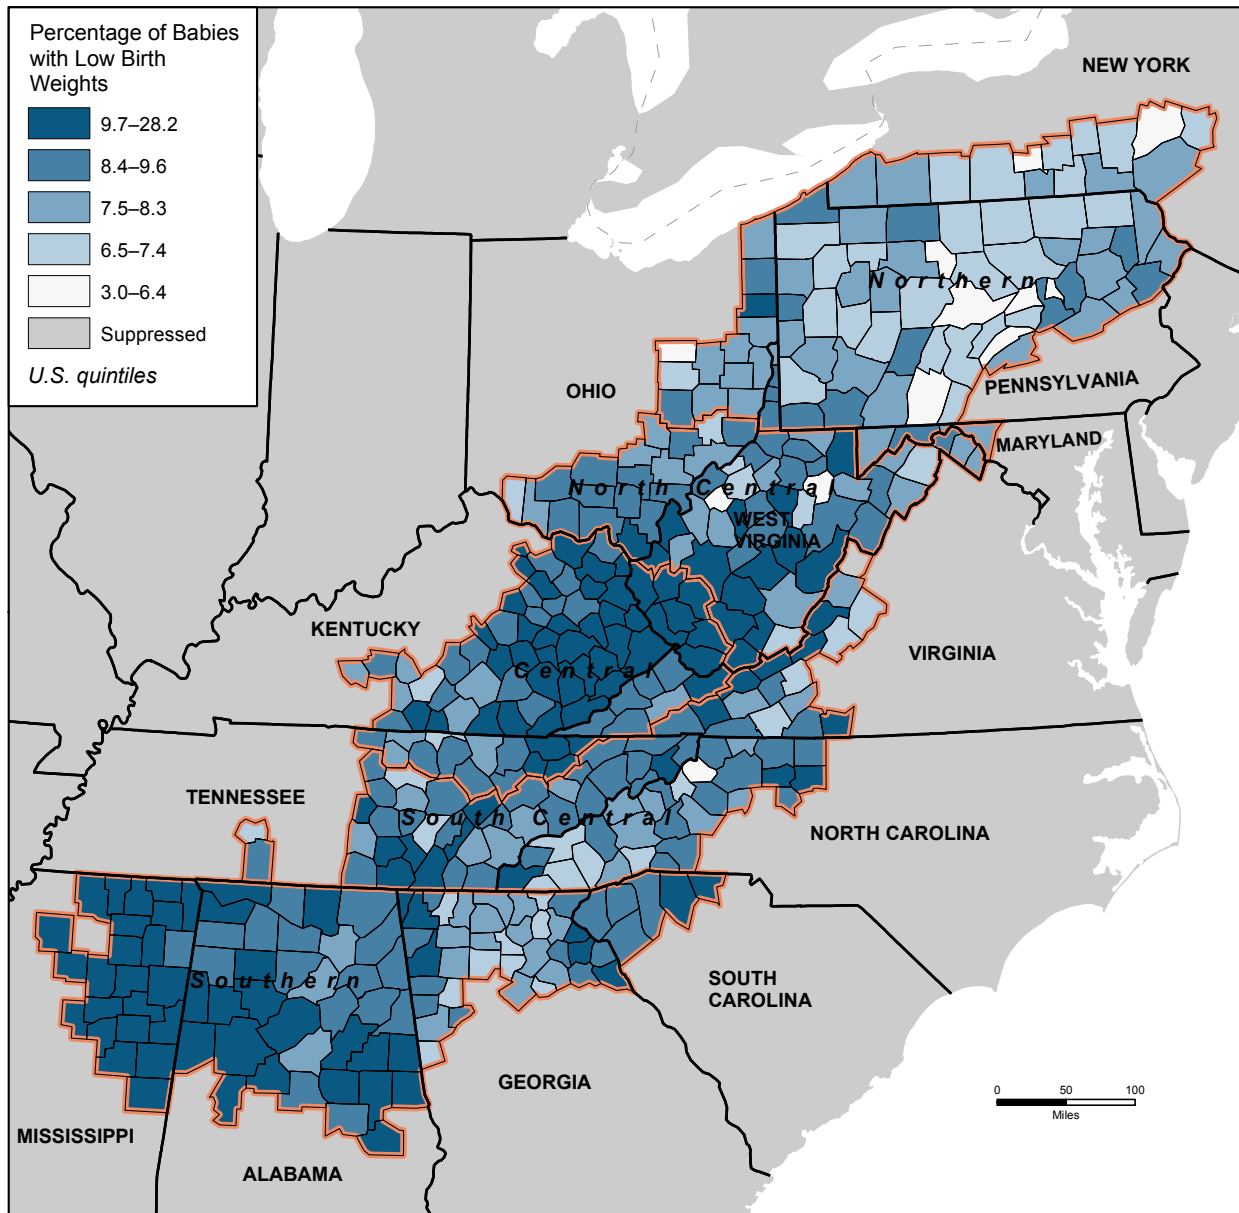 Percentage of Babies
with Low Birth
Weights
9.7–28.2
8.4–9.6
7.5–8.3
6.5–7.4
3.0–6.4
Suppressed
U.S. quintiles
NEW YORK
Northern
PENNSYLVANIA
OHIO
MARYLAND
North Central
WEST
VIRGINIA
KENTUCKY
VIRGINIA
Central
TENNESSEE
South Central
NORTH CAROLINA
Southern
SOUTH
CAROLINA
GEORGIA
0 50 100
Miles
MISSISSIPPI
ALABAMA